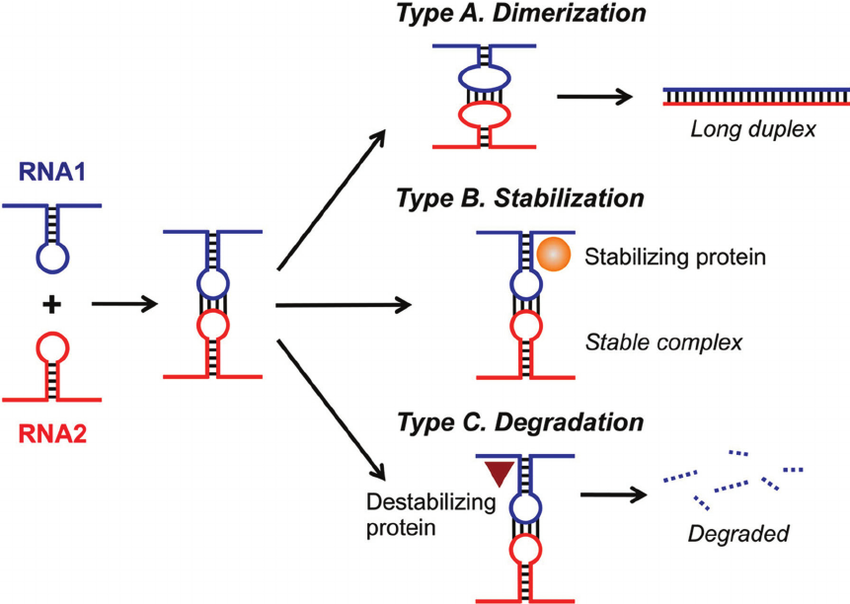 Type A. Dimerization
Long duplex
RNA1
+
RNA2
Type B. Stabilization
Stabilizing protein
Stable complex
Type C. Degradation
Destabilizing
protein
Degraded